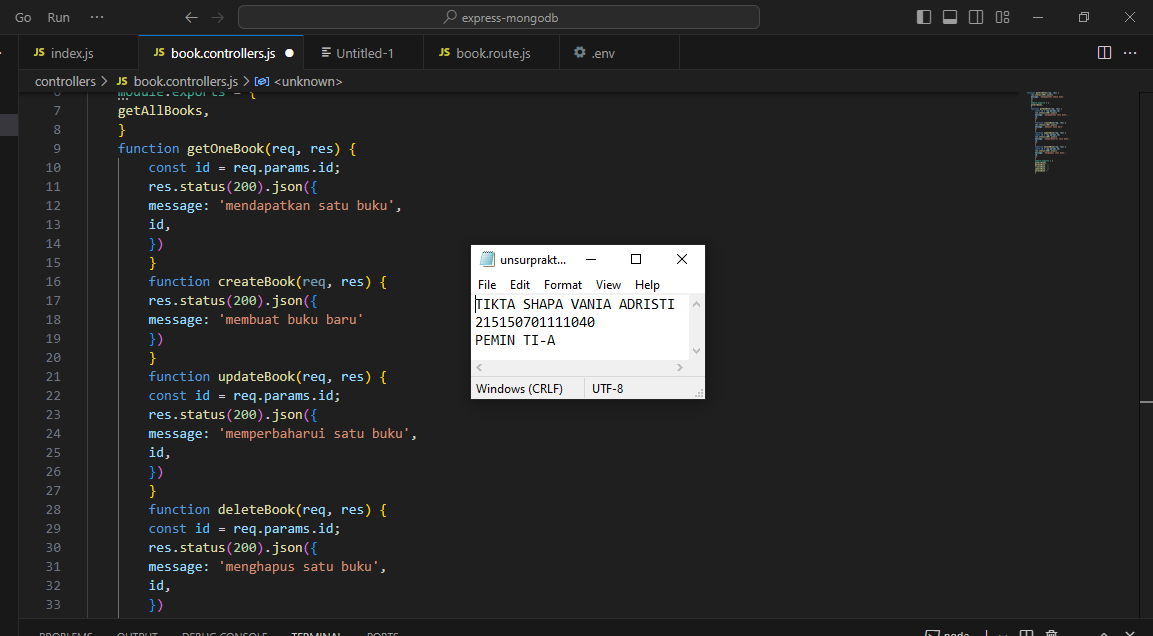 Go Run ··· express-mongodb
JS index.js JS book.controllers.js ● Untitled-1 JS book.route.js .env
controllers > JS book.controllers.js > <unknown>
6 module.exports = {
7 getAllBooks,
8 }
9 function getOneBook(req, res) {
10 const id = req.params.id;
11 res.status(200).json({
12 message: 'mendapatkan satu buku',
13 id,
14 })
15 }
16 function createBook(req, res) {
17 res.status(200).json({
18 message: 'membuat buku baru'
19 })
20 }
21 function updateBook(req, res) {
22 const id = req.params.id;
23 res.status(200).json({
24 message: 'memperbaharui satu buku',
25 id,
26 })
27 }
28 function deleteBook(req, res) {
29 const id = req.params.id;
30 res.status(200).json({
31 message: 'menghapus satu buku',
32 id,
33 })
unsurprakt...
File Edit Format View Help
TIKTA SHAPA VANIA ADRISTI
215150701111040
PEMIN TI-A
Windows (CRLF) UTF-8
PROBLEMS OUTPUT DEBUG CONSOLE TERMINAL PORTS node